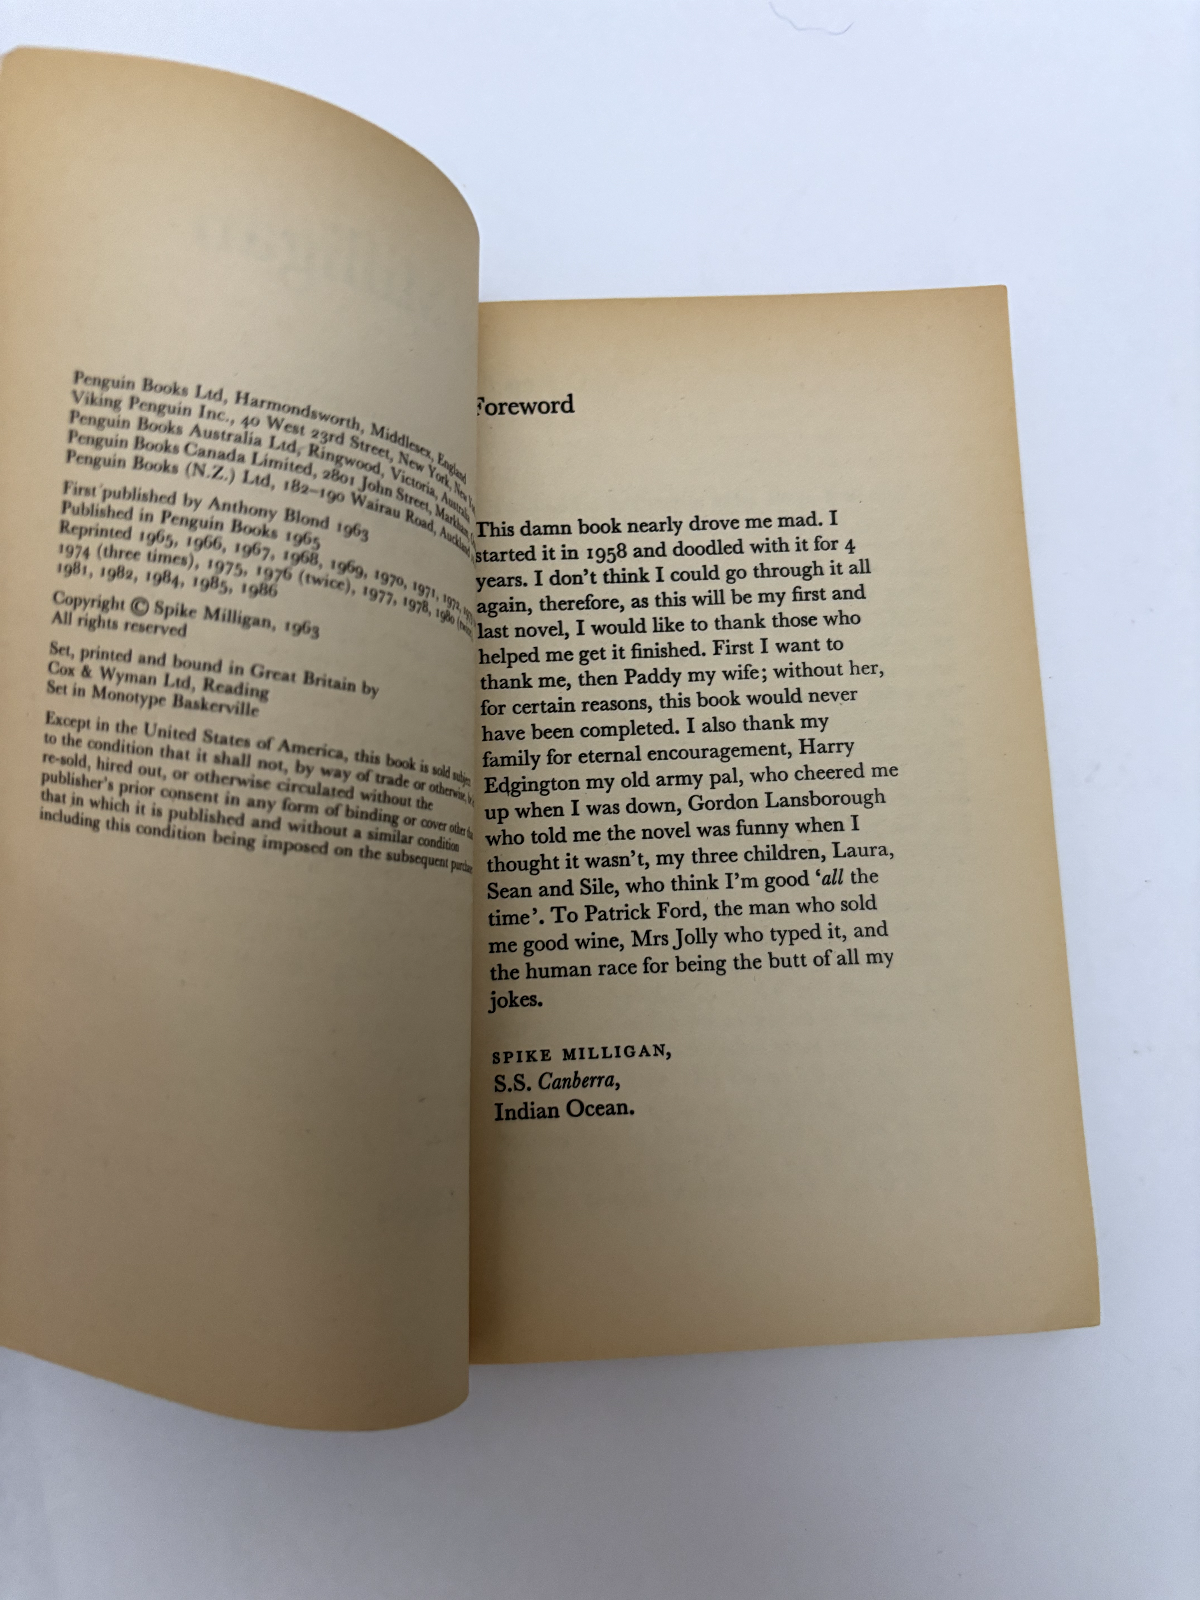 Penguin Books Ltd, Harmondsworth, Middlesex, England
Viking Penguin Inc., 40 West 23rd Street, New York, New
Penguin Books Australia Ltd, Ringwood, Victoria, Australia
Penguin Books Canada Limited, 2801 John Street, Markham,
Penguin Books (N.Z.) Ltd, 182–190 Wairau Road, Auckland
First published by Anthony Blond 1963
Published in Penguin Books 1965
Reprinted 1965, 1966, 1967, 1968, 1969, 1970, 1971, 1972,
1974 (three times), 1975, 1976 (twice), 1977, 1978, 1980
1981, 1982, 1984, 1985, 1986
Copyright © Spike Milligan, 1963
All rights reserved
Set, printed and bound in Great Britain by
Cox & Wyman Ltd, Reading
Set in Monotype Baskerville
Except in the United States of America, this book is sold subject
to the condition that it shall not, by way of trade or otherwise,
re-sold, hired out, or otherwise circulated without the
publisher's prior consent in any form of binding or cover other
that in which it is published and without a similar condition
including this condition being imposed on the subsequent
Foreword
This damn book nearly drove me mad. I
started it in 1958 and doodled with it for 4
years. I don't think I could go through it all
again, therefore, as this will be my first and
last novel, I would like to thank those who
helped me get it finished. First I want to
thank me, then Paddy my wife; without her,
for certain reasons, this book would never
have been completed. I also thank my
family for eternal encouragement, Harry
Edgington my old army pal, who cheered me
up when I was down, Gordon Lansborough
who told me the novel was funny when I
thought it wasn't, my three children, Laura,
Sean and Sile, who think I'm good 'all the
time'. To Patrick Ford, the man who sold
me good wine, Mrs Jolly who typed it, and
the human race for being the butt of all my
jokes.
SPIKE MILLIGAN,
S.S. Canberra,
Indian Ocean.